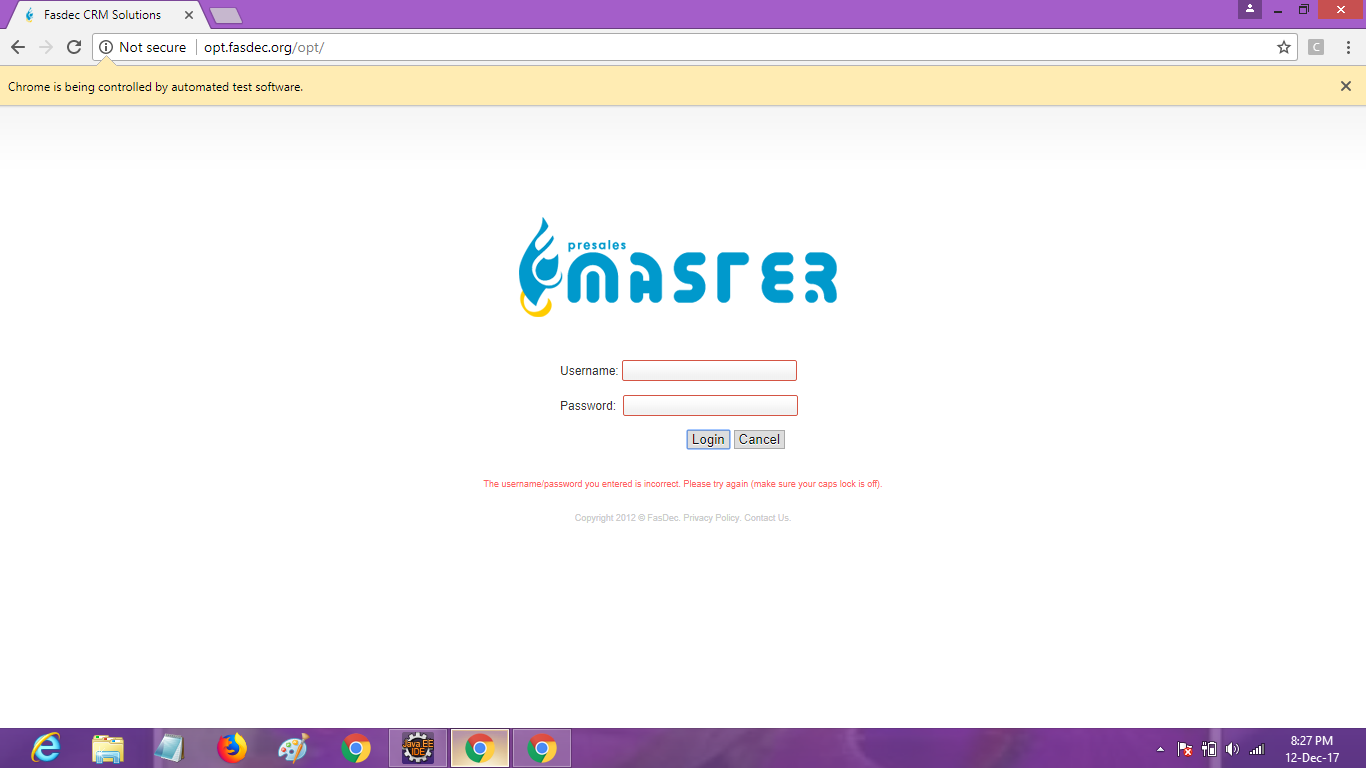 Fasdec CRM Solutions
Not secure opt.fasdec.org/opt/
C
Chrome is being controlled by automated test software.
presales
MASTER
Username:
Password:
Login Cancel
The username/password you entered is incorrect. Please try again (make sure your caps lock is off).
Copyright 2012 © FasDec. Privacy Policy. Contact Us.
Java EE
IDE
8:27 PM
12-Dec-17